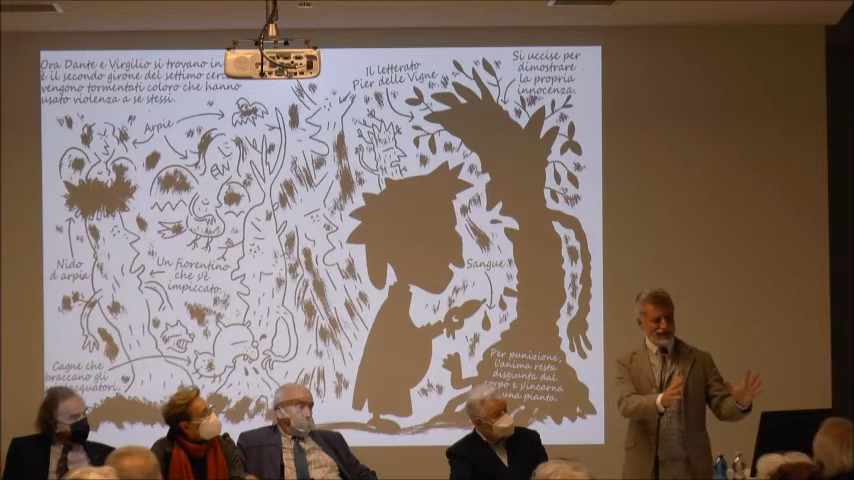 Ora Dante e Virgilio si trovano in
è il secondo girone del settimo cerc
vengono tormentati coloro che hanno
usato violenza a se stessi.
Arpie
Il letterato
Pier delle Vigne
Si uccise per
dimostrare
la propria
innocenza.
Nido
d'arpia
Un fiorentino
che s'è
impiccato.
Sangue
Cagne che
braccano gli
Per punizione,
l'anima resta
disgiunta dal
corpo e s'incarna
una pianta.